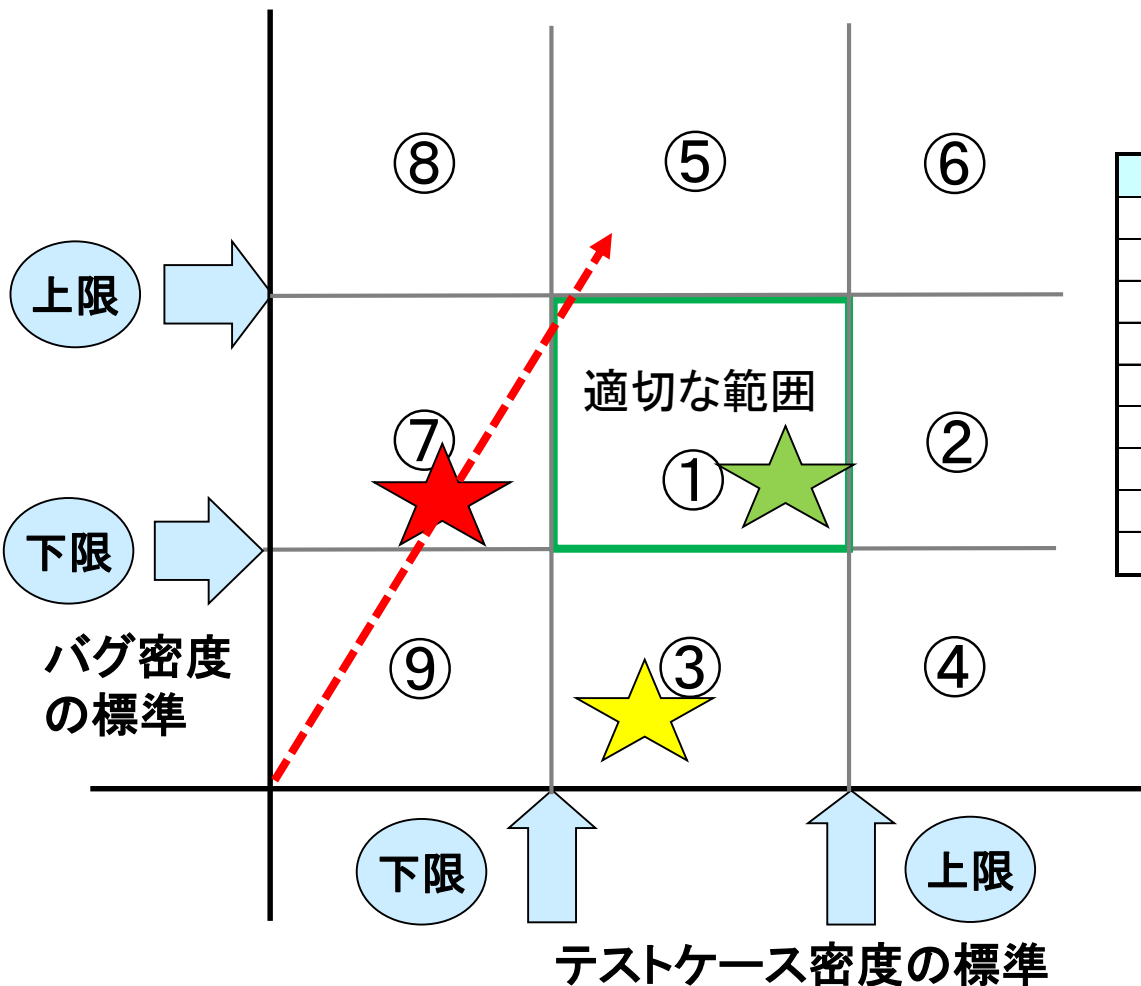 ⑧
⑤
⑥
上限
適切な範囲
⑦
①
②
下限
バグ密度
の標準
⑨
③
④
下限
上限
テストケース密度の標準